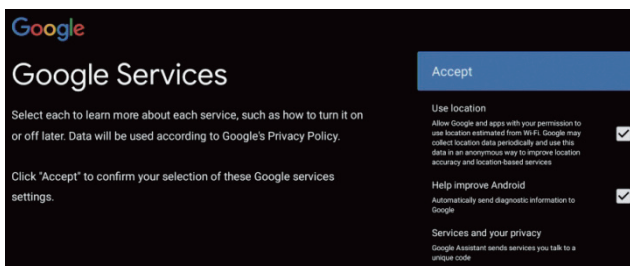 Google
Google Services
Select each to learn more about each service, such as how to turn it on
or off later. Data will be used according to Google's Privacy Policy.
Click "Accept" to confirm your selection of these Google services
settings.
Accept
Use location
Allow Google and apps with your permission to
use location estimated from Wi-Fi. Google may
collect location data periodically and use this
data in an anonymous way to improve location
accuracy and location-based services
Help improve Android
Automatically send diagnostic information to
Google
Services and your privacy
Google Assistant sends services you talk to a
unique code